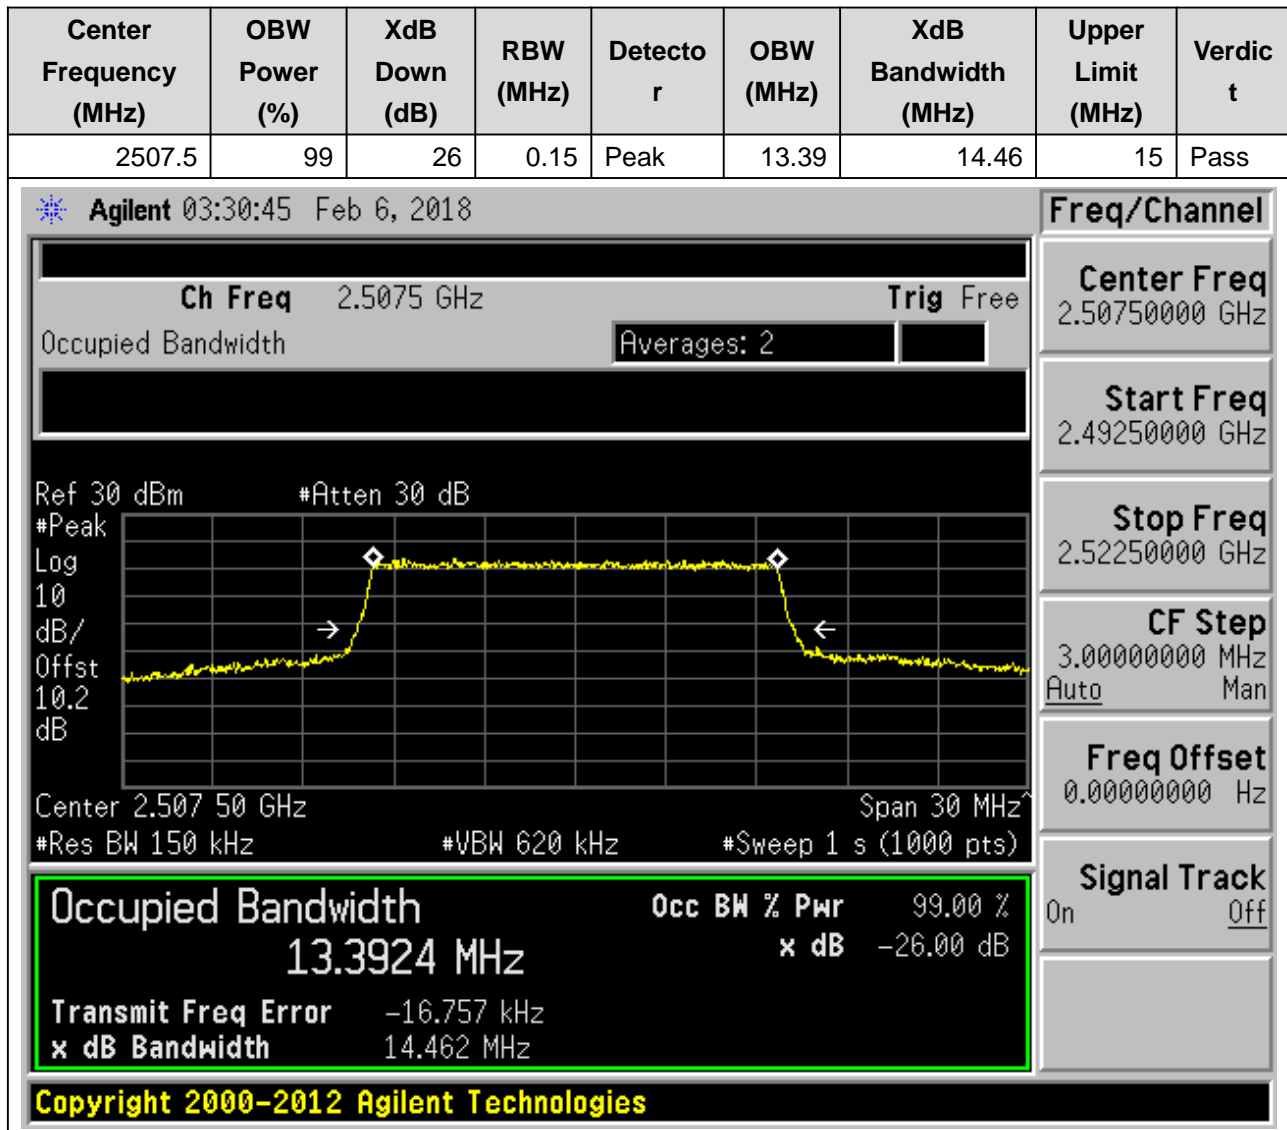 Center Frequency (MHz) OBW Power (%) XdB Down (dB) RBW (MHz) Detecto r OBW (MHz) XdB Bandwidth (MHz) Upper Limit (MHz) Verdic t
2507.5 99 26 0.15 Peak 13.39 14.46 15 Pass
Agilent 03:30:45 Feb 6, 2018
Ch Freq 2.5075 GHz Trig Free
Occupied Bandwidth Averages: 2
Ref 30 dBm #Atten 30 dB
#Peak
Log
10
dB/
Offst
10.2
dB
Center 2.507 50 GHz Span 30 MHz^
#Res BW 150 kHz #VBW 620 kHz #Sweep 1 s (1000 pts)
Occupied Bandwidth Occ BW % Pwr 99.00 %
13.3924 MHz x dB -26.00 dB
Transmit Freq Error -16.757 kHz
x dB Bandwidth 14.462 MHz
Copyright 2000-2012 Agilent Technologies
Freq/Channel
Center Freq
2.50750000 GHz
Start Freq
2.49250000 GHz
Stop Freq
2.52250000 GHz
CF Step
3.00000000 MHz
Auto Man
Freq Offset
0.00000000 Hz
Signal Track
On Off